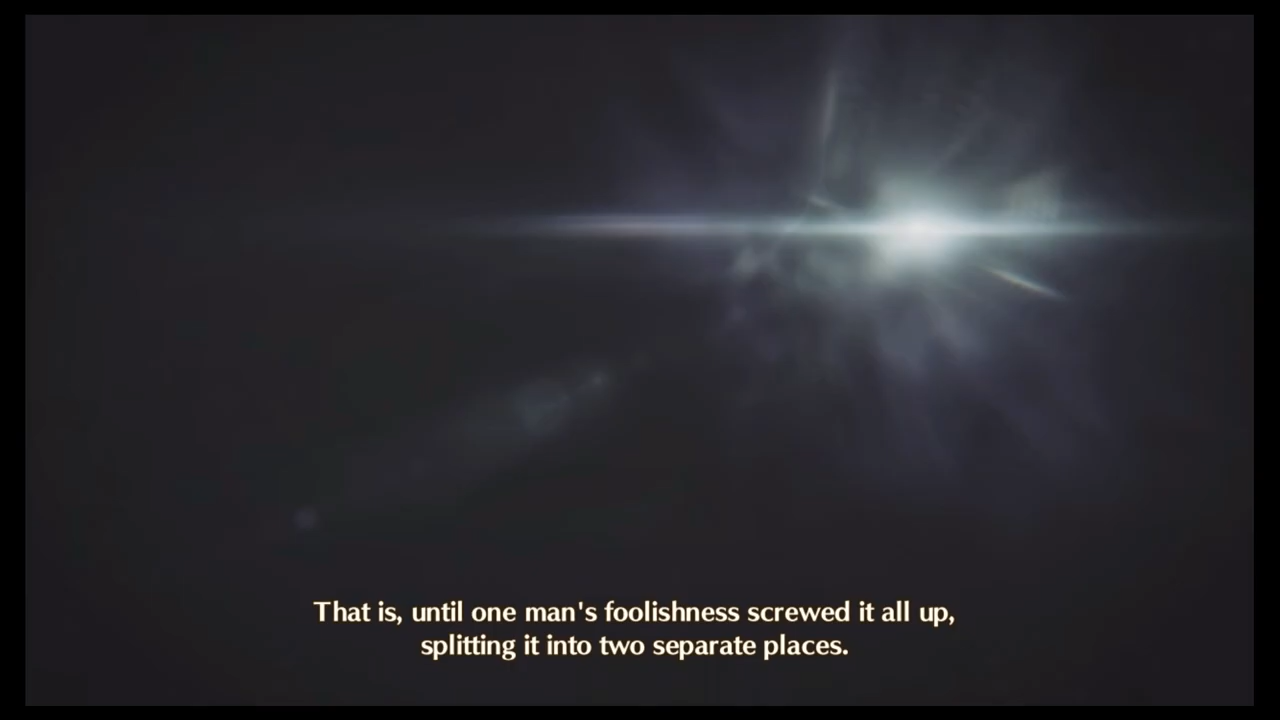 That is, until one man's foolishness screwed it all up,
splitting it into two separate places.